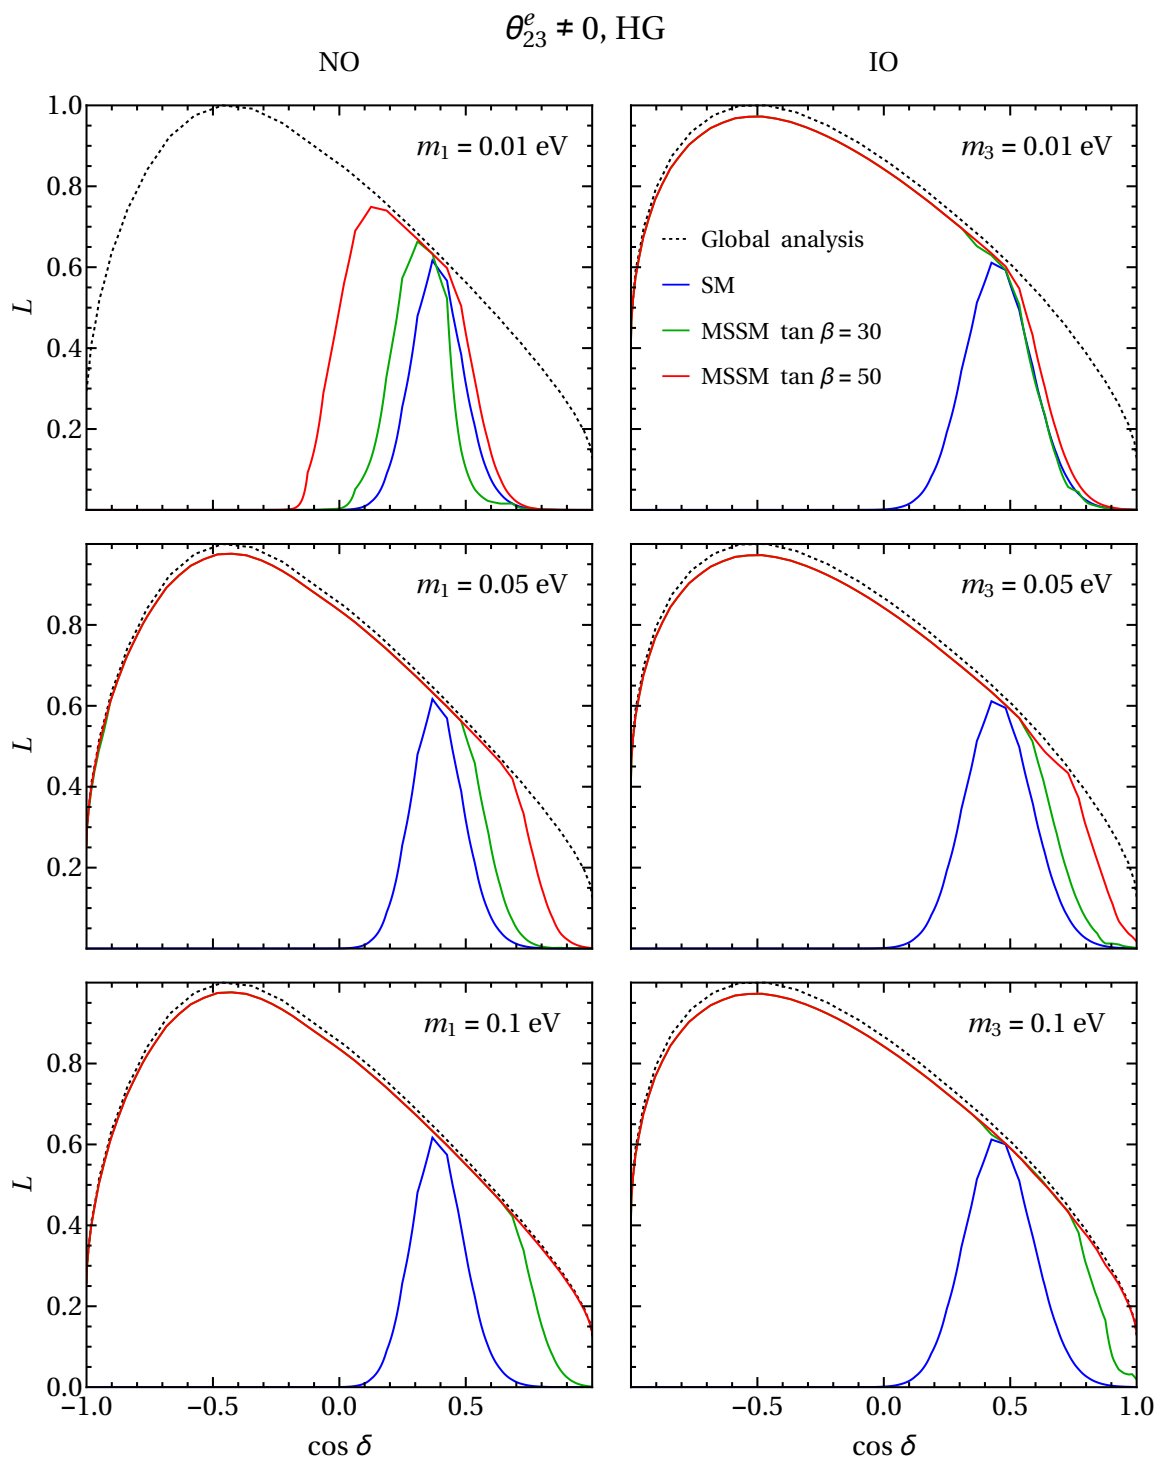 θ^e_23 ≠ 0, HG
NO
IO
1.0
0.8
0.6
0.4
0.2
L
m₁ = 0.01 eV
m₃ = 0.01 eV
Global analysis
SM
MSSM tan β = 30
MSSM tan β = 50
0.8
0.6
0.4
0.2
L
m₁ = 0.05 eV
m₃ = 0.05 eV
0.8
0.6
0.4
0.2
0.0
L
m₁ = 0.1 eV
m₃ = 0.1 eV
−1.0 −0.5 0.0 0.5
−0.5 0.0 0.5 1.0
cos δ
cos δ